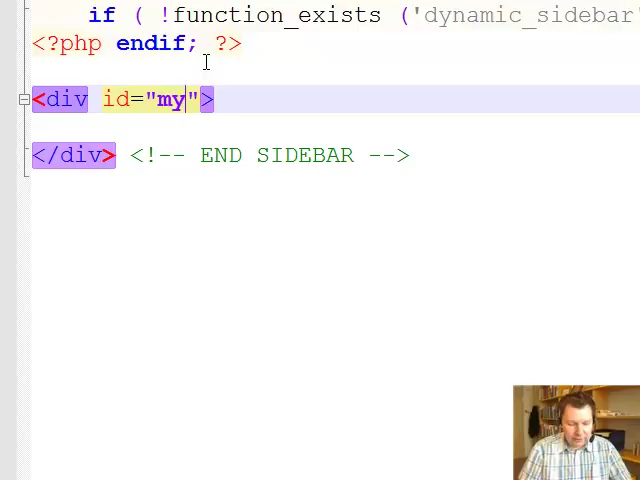 if ( !function_exists ('dynamic_sidebar'
<?php endif; ?>
<div id="my">
</div> <!-- END SIDEBAR -->